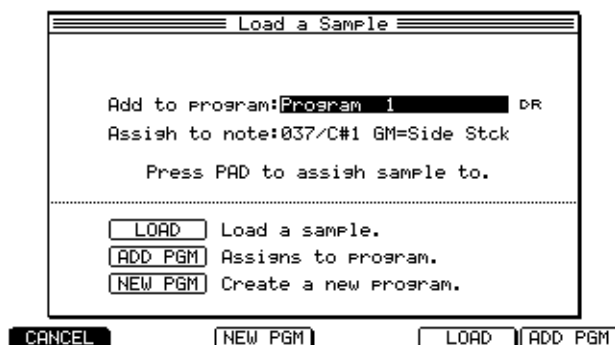 Load a Sample
Add to program:Program 1 DR
Assign to note:037/C#1 GM=Side Stck
Press PAD to assign sample to.
LOAD Load a sample.
ADD PGM Assigns to program.
NEW PGM Create a new program.
CANCEL NEW PGM LOAD ADD PGM